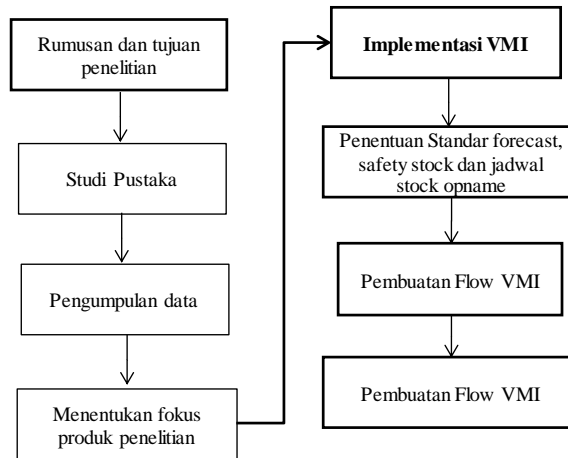 Rumusan dan tujuan
penelitian
Studi Pustaka
Pengumpulan data
Menentukan fokus
produk penelitian
Implementasi VMI
Penentuan Standar forecast,
safety stock dan jadwal
stock opname
Pembuatan Flow VMI
Pembuatan Flow VMI